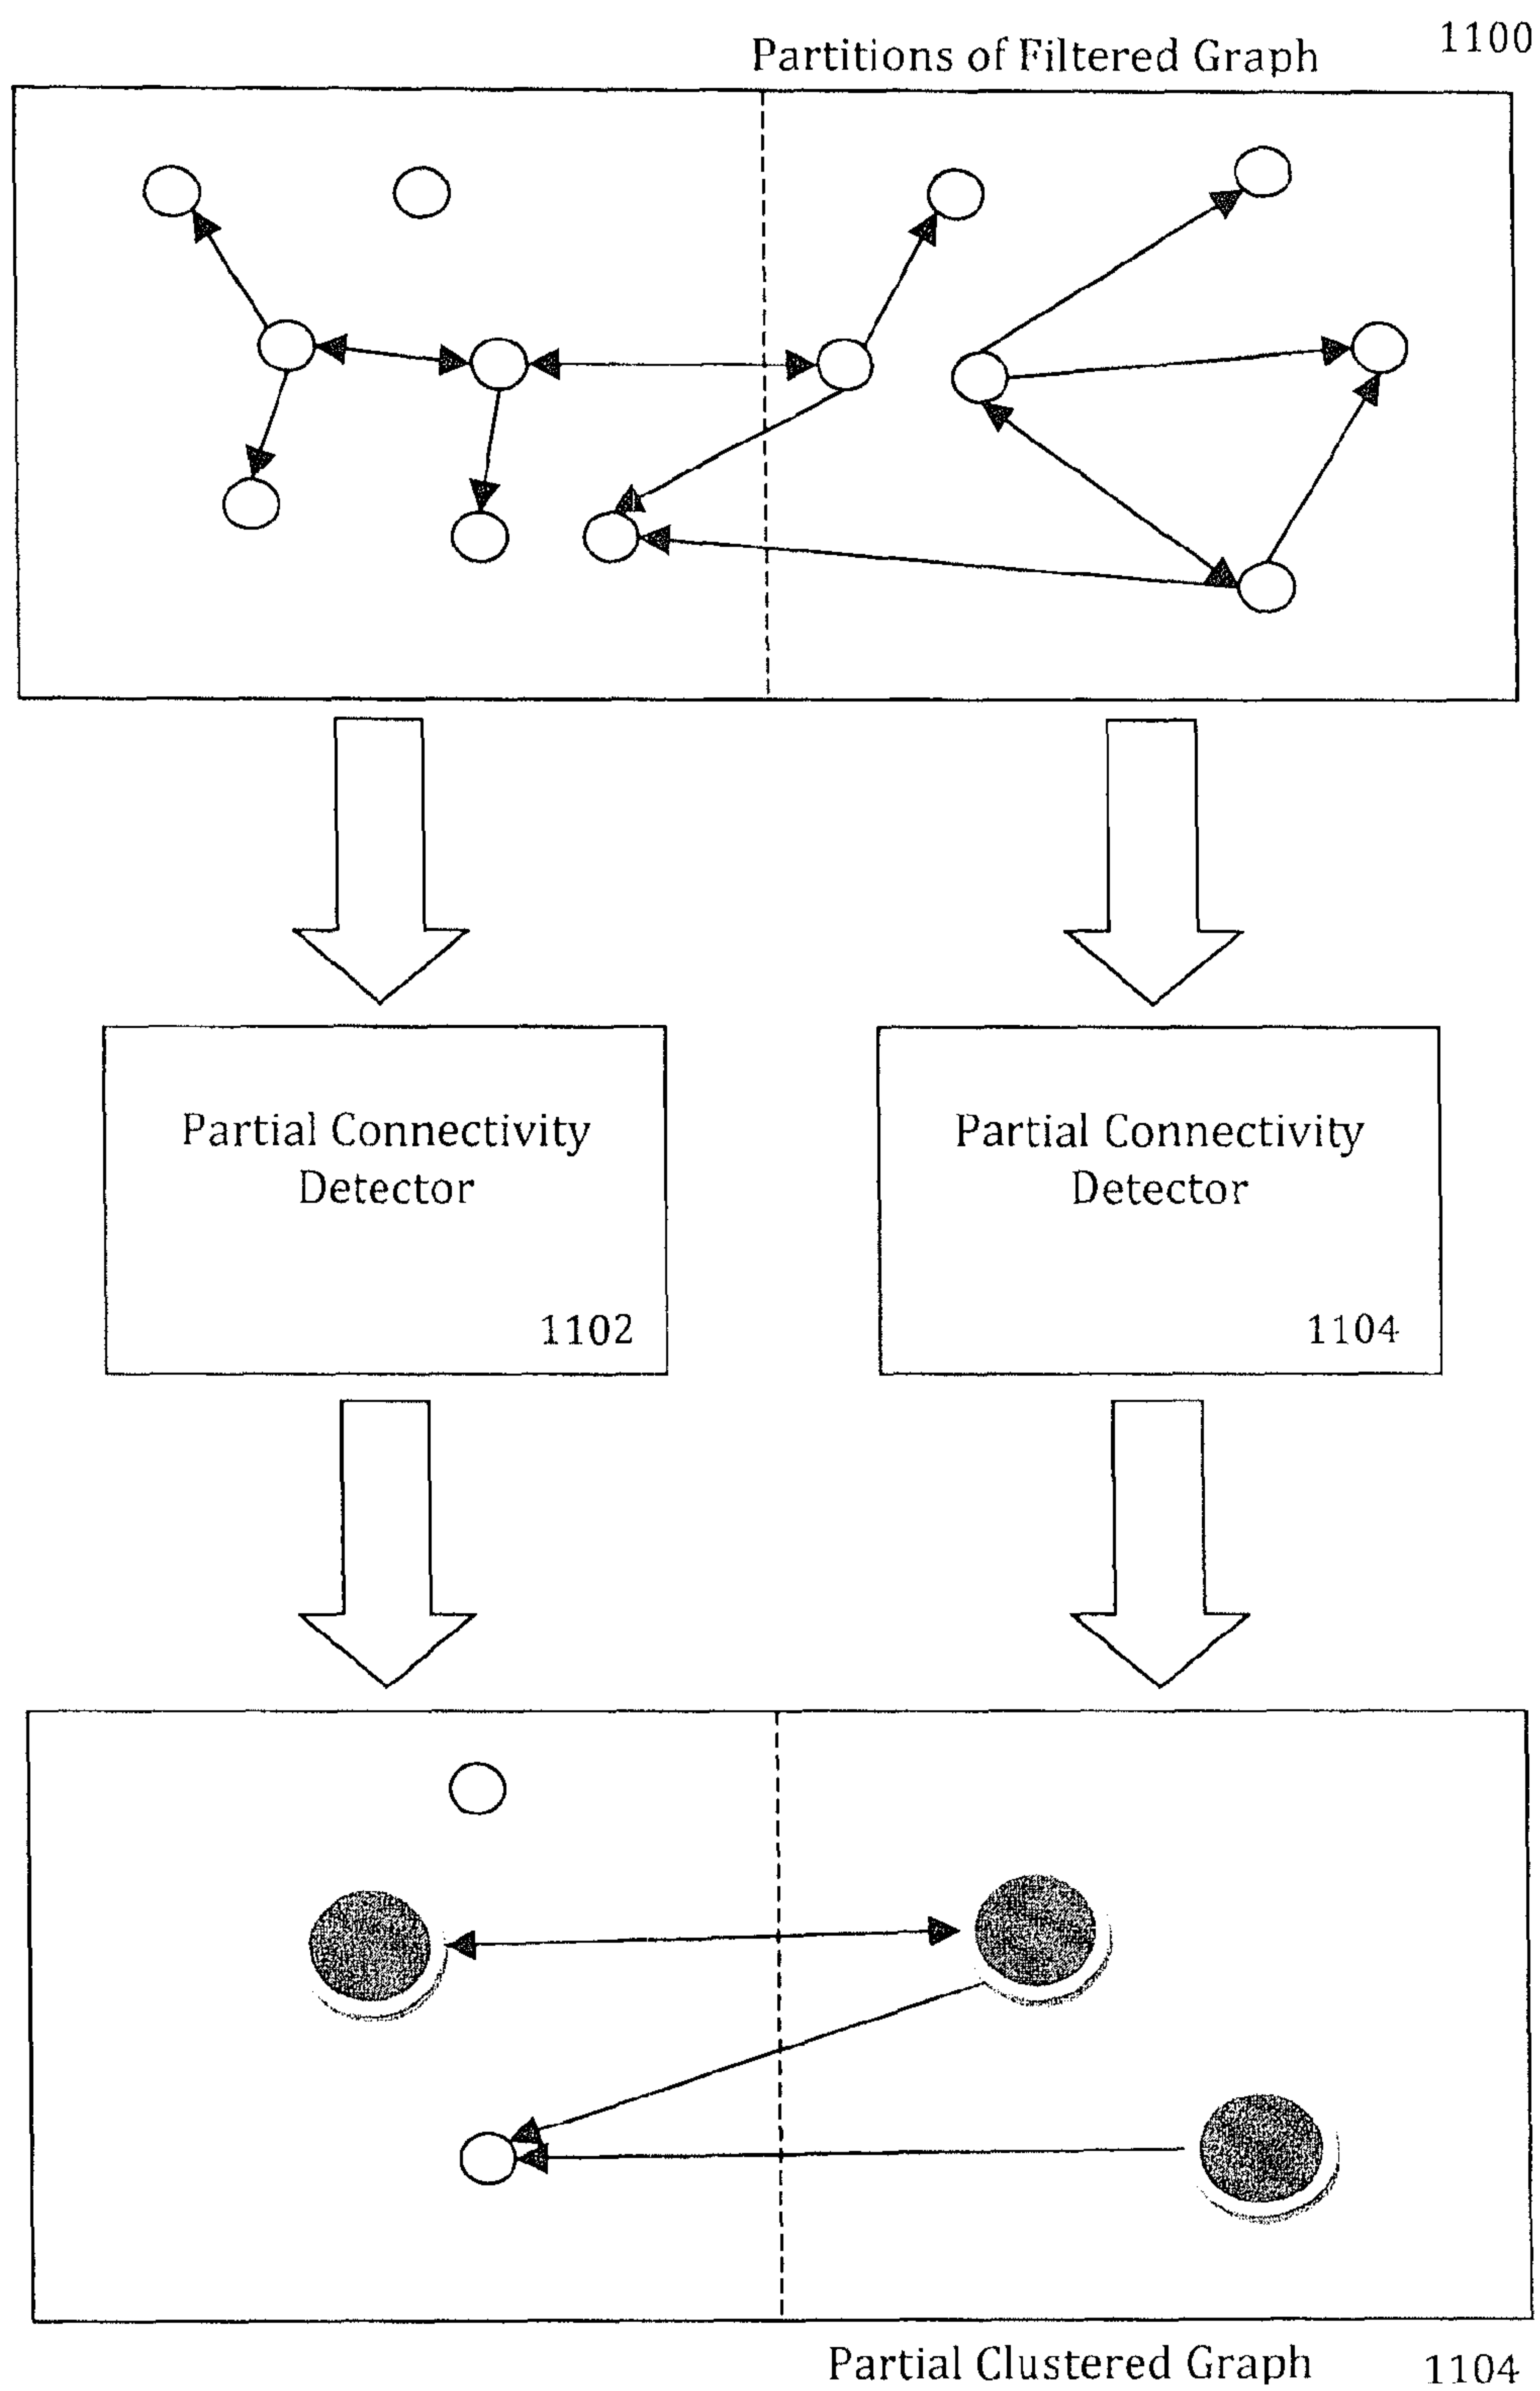 1100
Partitions of Filtered Graph
Partial Connectivity
Detector
1102
Partial Connectivity
Detector
1104
Partial Clustered Graph
1104